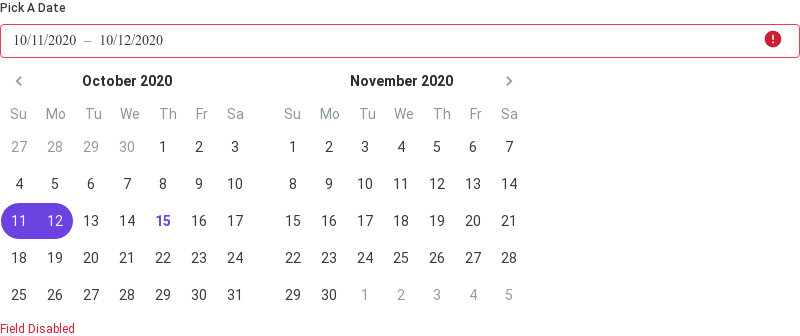 Pick A Date
10/11/2020 – 10/12/2020
October 2020 November 2020
Su Mo Tu We Th Fr Sa Su Mo Tu We Th Fr Sa
27 28 29 30 1 2 3 1 2 3 4 5 6 7
4 5 6 7 8 9 10 8 9 10 11 12 13 14
11 12 13 14 15 16 17 15 16 17 18 19 20 21
18 19 20 21 22 23 24 22 23 24 25 26 27 28
25 26 27 28 29 30 31 29 30 1 2 3 4 5
Field Disabled